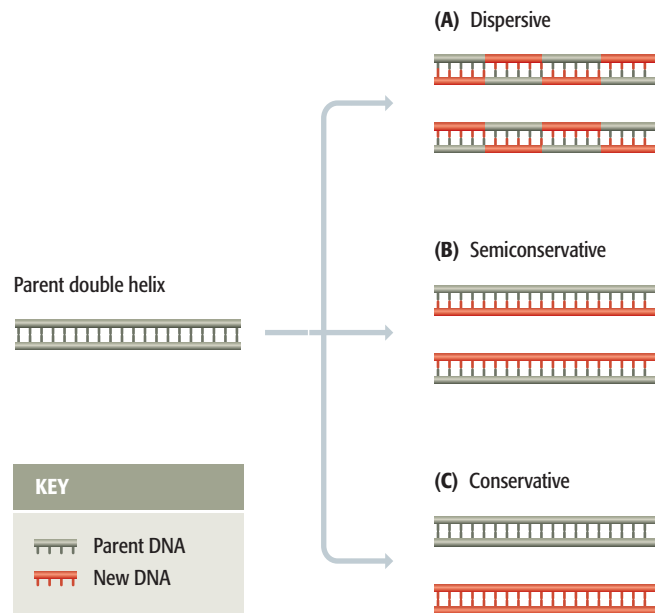 (A) Dispersive
(B) Semiconservative
Parent double helix
KEY
Parent DNA
New DNA
(C) Conservative